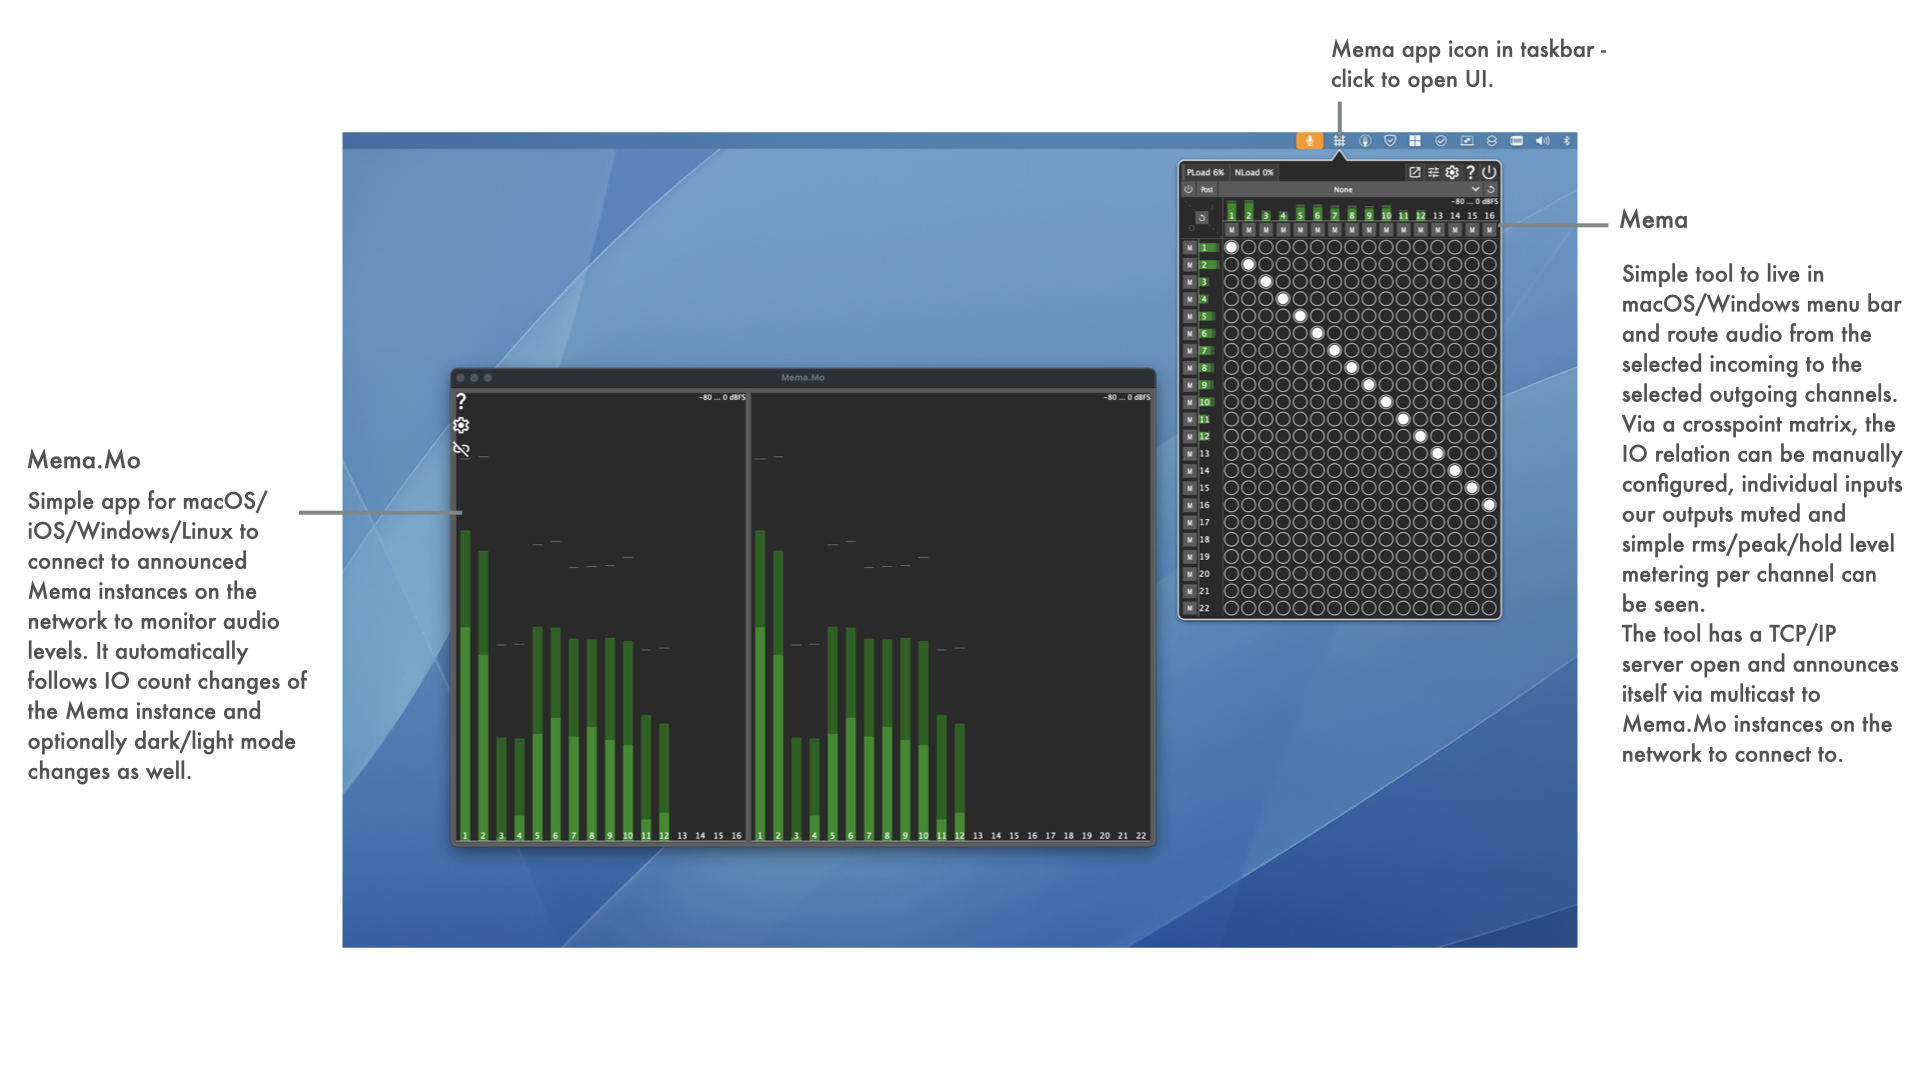 Mema app icon in taskbar -
click to open UI.
PLoad 6% NLoad 0%
Post None
-80 ... 0 dBFS
1 2 3 4 5 6 7 8 9 10 11 12 13 14 15 16
M M M M M M M M M M M M M M M M
M 1
M 2
M 3
M 4
M 5
M 6
M 7
M 8
M 9
M 10
M 11
M 12
M 13
M 14
M 15
M 16
M 17
M 18
M 19
M 20
M 21
M 22
Mema
Simple tool to live in
macOS/Windows menu bar
and route audio from the
selected incoming to the
selected outgoing channels.
Via a crosspoint matrix, the
IO relation can be manually
configured, individual inputs
our outputs muted and
simple rms/peak/hold level
metering per channel can
be seen.
The tool has a TCP/IP
server open and announces
itself via multicast to
Mema.Mo instances on the
network to connect to.
Mema.Mo
Simple app for macOS/
iOS/Windows/Linux to
connect to announced
Mema instances on the
network to monitor audio
levels. It automatically
follows IO count changes of
the Mema instance and
optionally dark/light mode
changes as well.
Mema.Mo
-80 ... 0 dBFS
-80 ... 0 dBFS
1 2 3 4 5 6 7 8 9 10 11 12 13 14 15 16
1 2 3 4 5 6 7 8 9 10 11 12 13 14 15 16 17 18 19 20 21 22